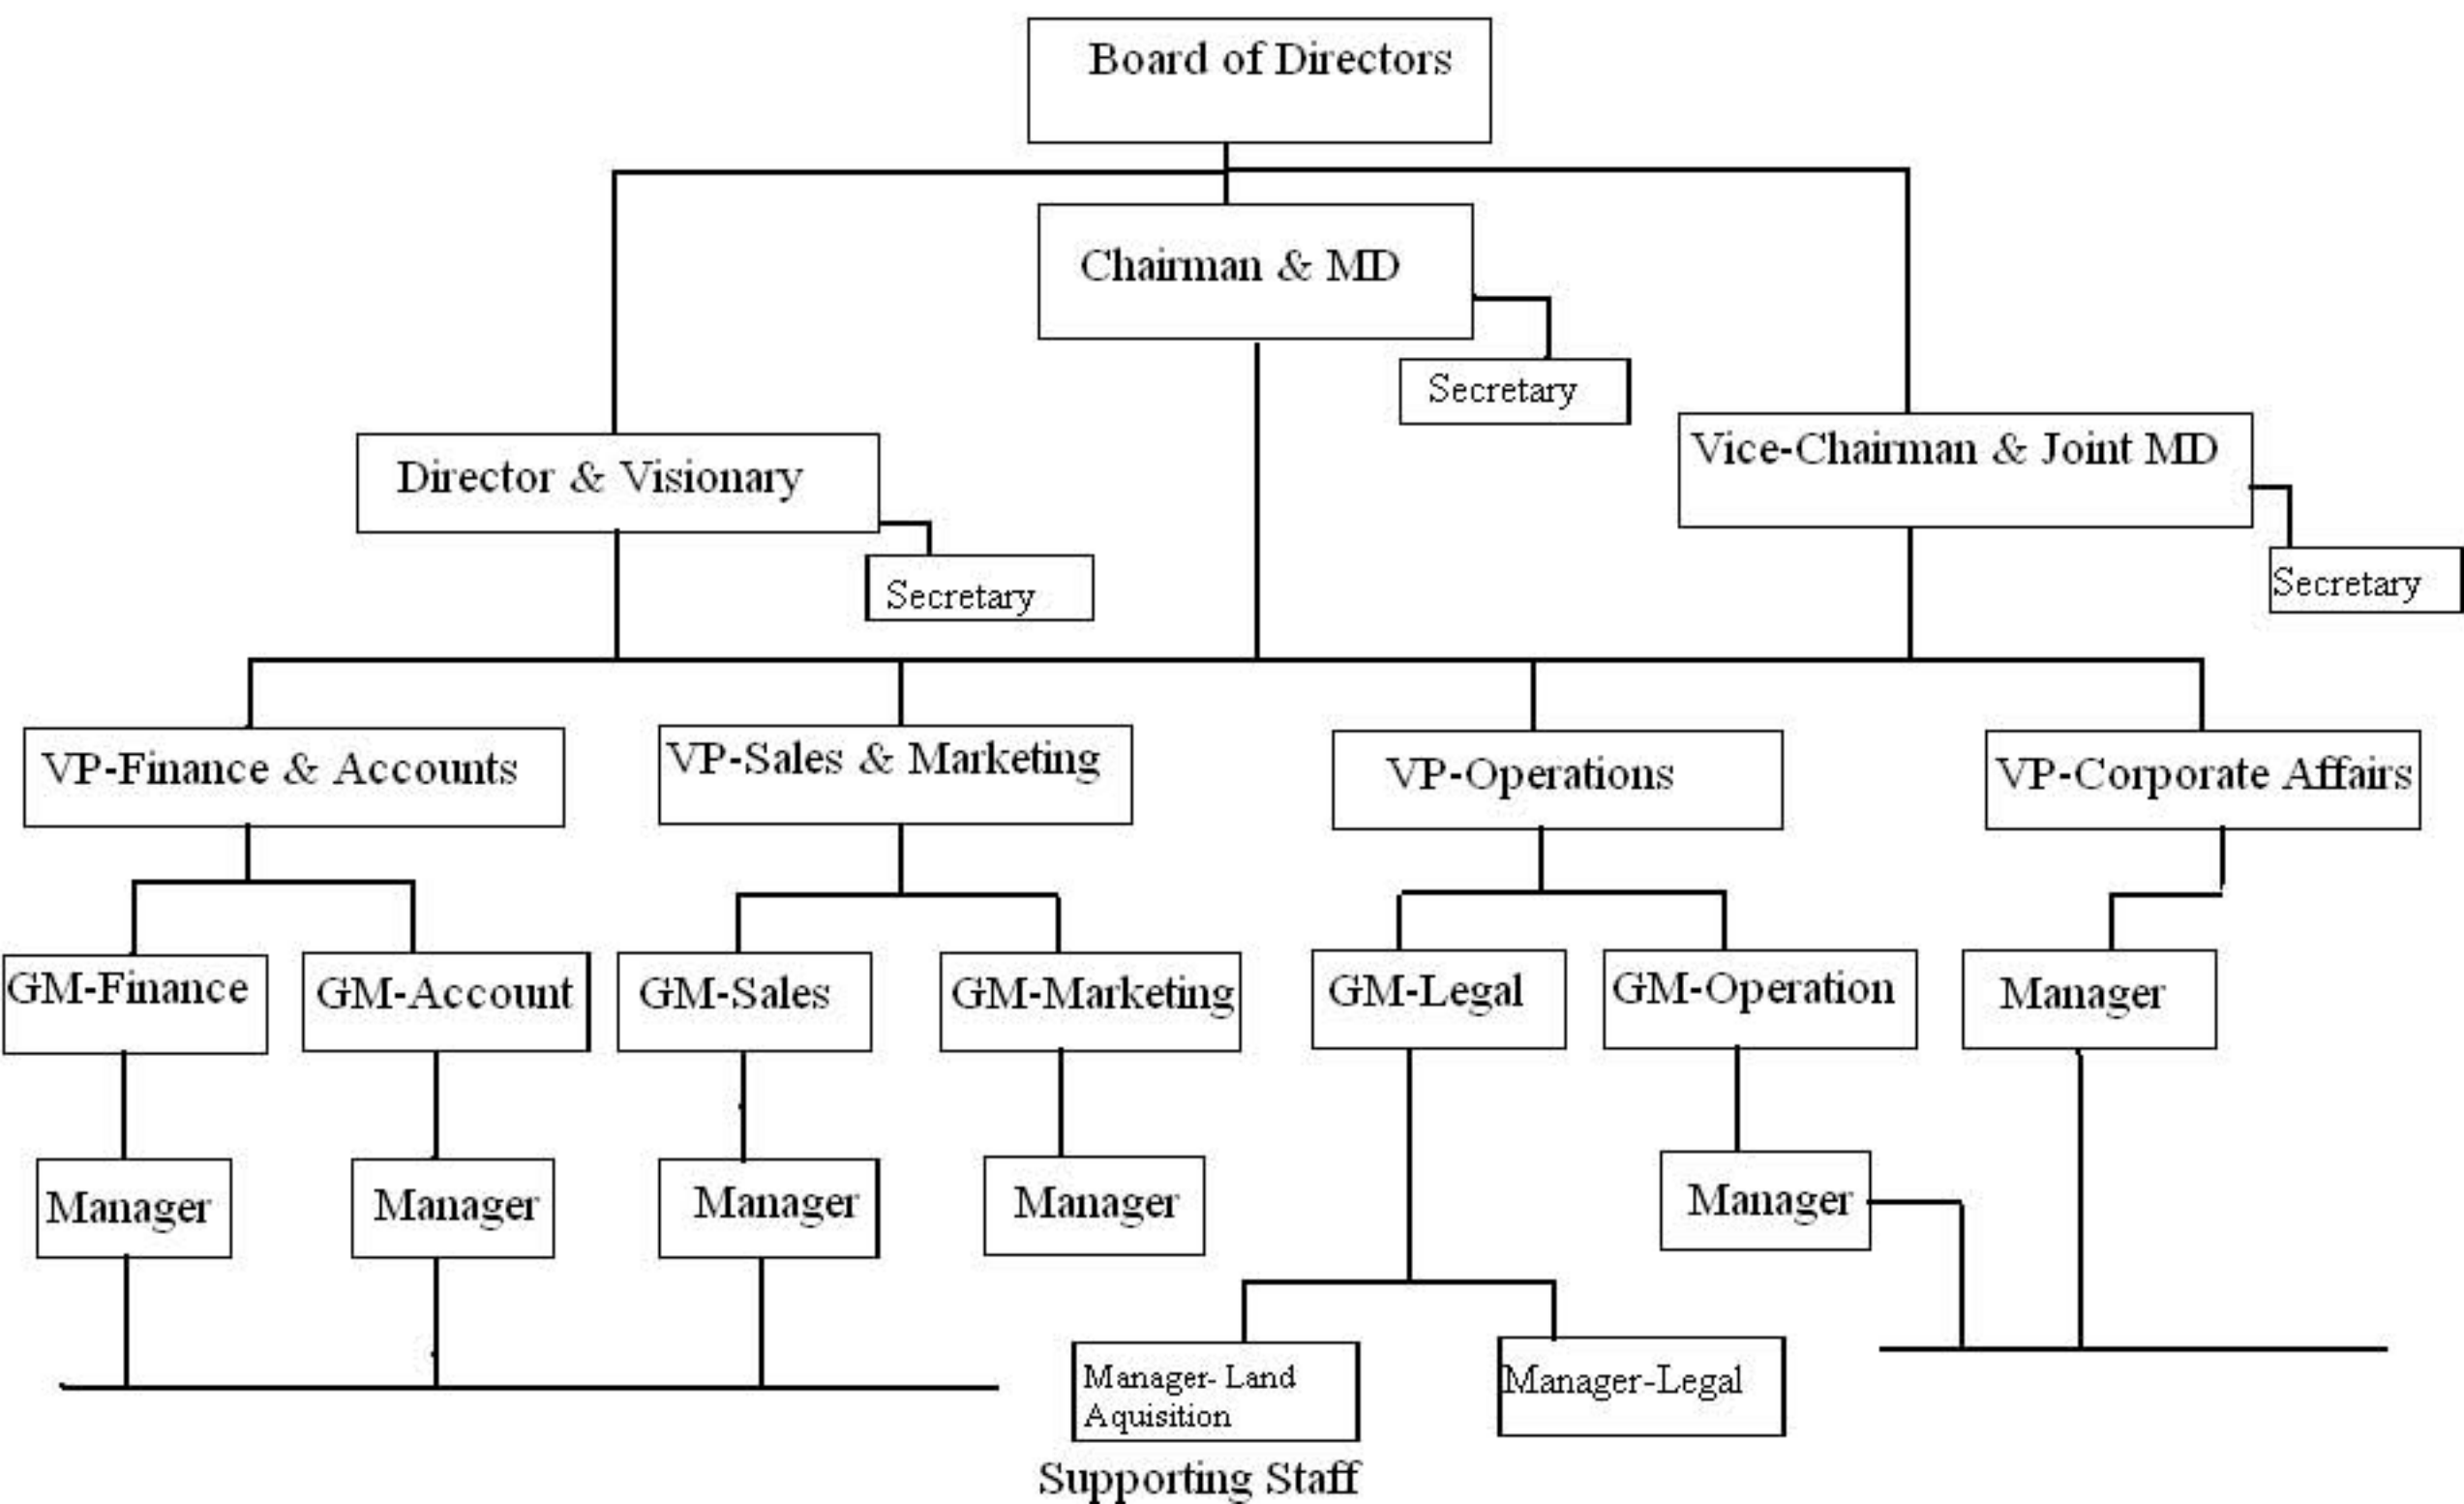 Board of Directors
Chairman & MD
Secretary
Director & Visionary
Vice-Chairman & Joint MD
Secretary
Secretary
VP-Finance & Accounts
VP-Sales & Marketing
VP-Operations
VP-Corporate Affairs
GM-Finance
GM-Account
GM-Sales
GM-Marketing
GM-Legal
GM-Operation
Manager
Manager
Manager
Manager
Manager
Manager
Manager- Land
Aquisition
Manager-Legal
Supporting Staff